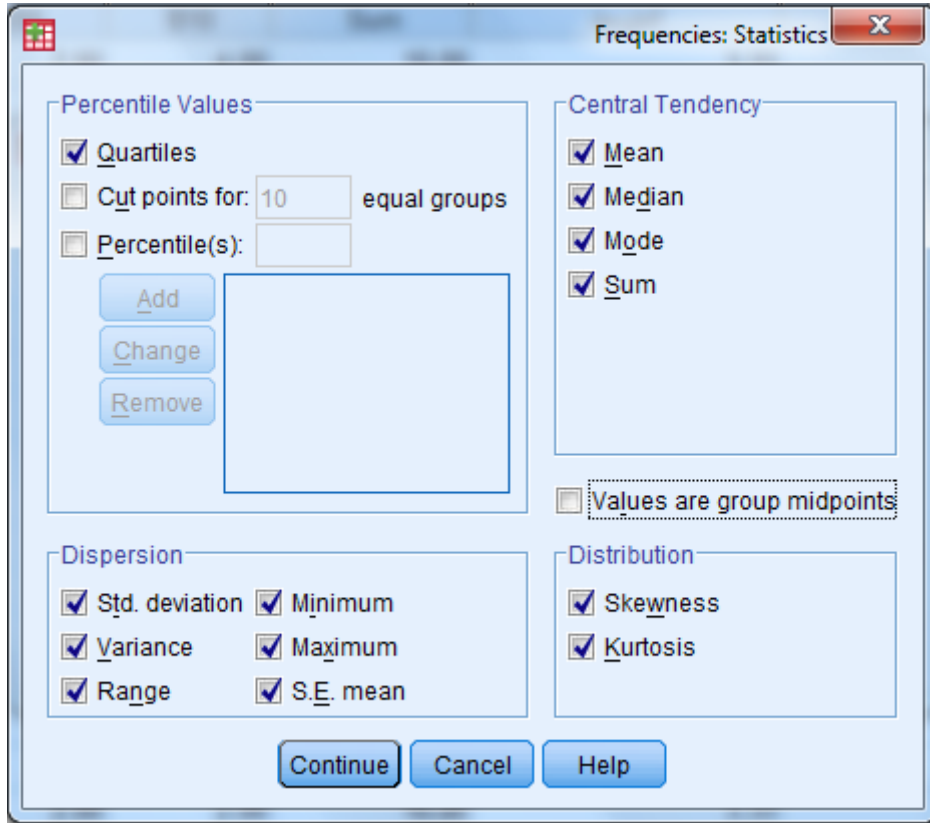 Sum
Frequencies: Statistics
Percentile Values
Quartiles
Cut points for: 10 equal groups
Percentile(s):
Add
Change
Remove
Central Tendency
Mean
Median
Mode
Sum
Values are group midpoints
Dispersion
Std. deviation Minimum
Variance Maximum
Range S.E. mean
Distribution
Skewness
Kurtosis
Continue Cancel Help